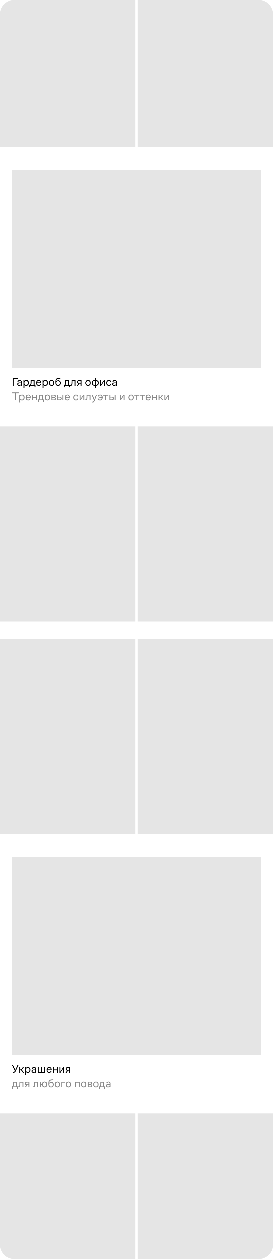 Гардероб для офиса
Трендовые силуэты и оттенки
Украшения
для любого повода